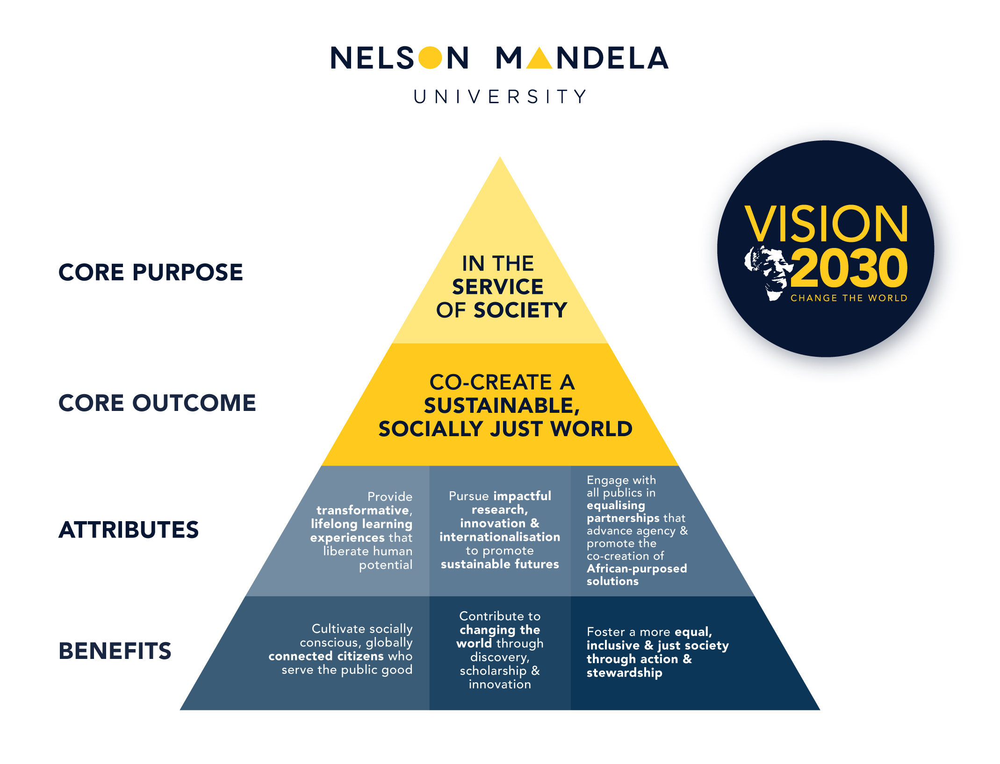 NELSON MANDELA
UNIVERSITY
VISION
2030
CHANGE THE WORLD
CORE PURPOSE
IN THE
SERVICE
OF SOCIETY
CORE OUTCOME
CO-CREATE A
SUSTAINABLE,
SOCIALLY JUST WORLD
ATTRIBUTES
Provide
transformative,
lifelong learning
experiences that
liberate human
potential
Pursue impactful
research,
innovation &
internationalisation
to promote
sustainable futures
Engage with
all publics in
equalising
partnerships that
advance agency &
promote the
co-creation of
African-purposed
solutions
BENEFITS
Cultivate socially
conscious, globally
connected citizens who
serve the public good
Contribute to
changing the
world through
discovery,
scholarship &
innovation
Foster a more equal,
inclusive & just society
through action &
stewardship